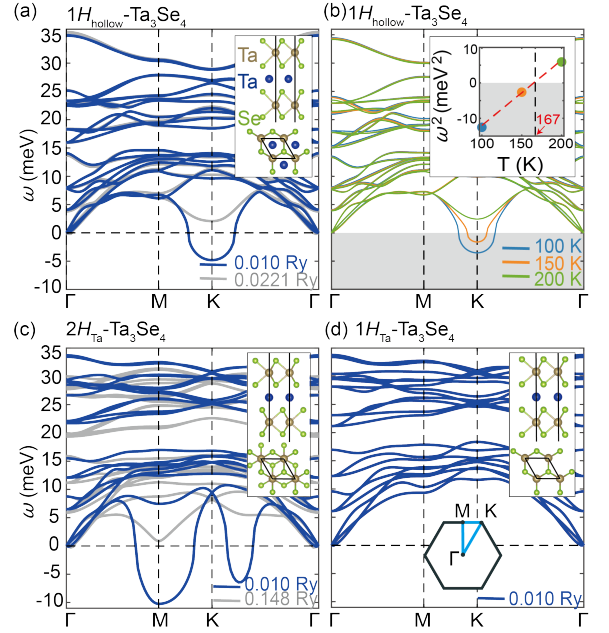 (a) 1H_hollow-Ta₃Se₄
35
30
25
20
15
10
5
0
-5
-10
ω (meV)
Ta
Ta
Se
0.010 Ry
0.0221 Ry
Γ M K Γ
(b) 1H_hollow-Ta₃Se₄
ω² (meV²)
0
-10
100 150 200
167
T (K)
100 K
150 K
200 K
Γ M K Γ
(c) 2H_Ta-Ta₃Se₄
35
30
25
20
15
10
5
0
-5
-10
ω (meV)
0.010 Ry
0.148 Ry
Γ M K Γ
(d) 1H_Ta-Ta₃Se₄
M K
Γ
0.010 Ry
Γ M K Γ